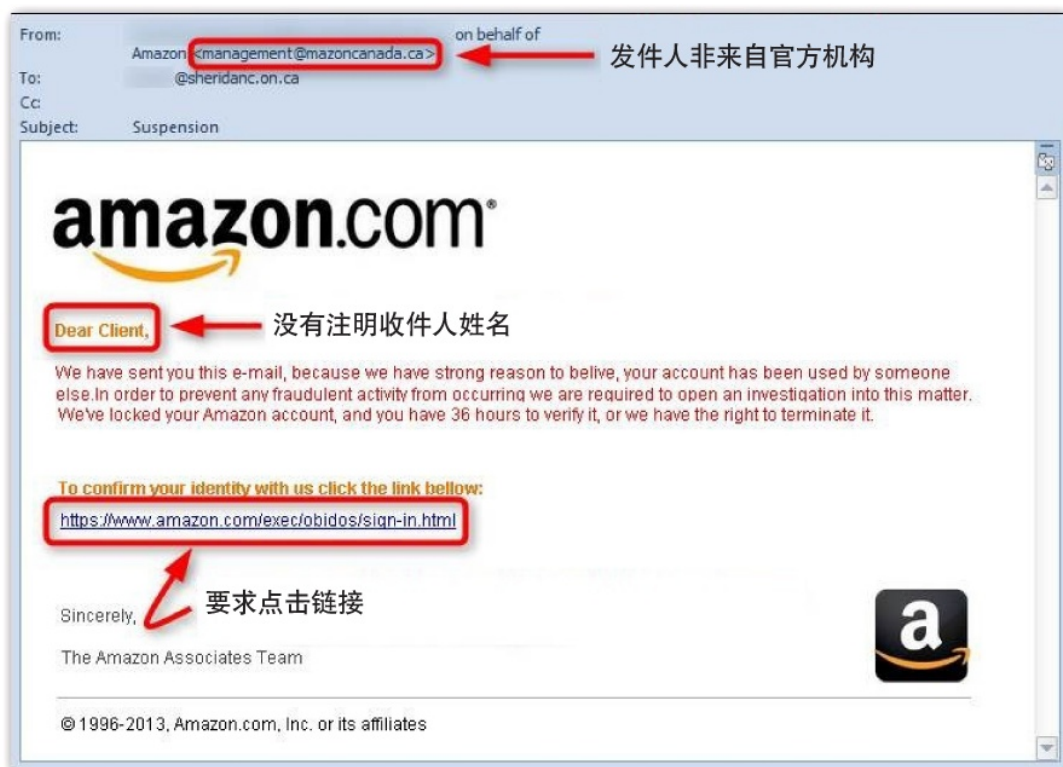 From:
on behalf of
Amazon <management@mazoncanada.ca>
发件人非来自官方机构
To: @sheridanc.on.ca
Cc:
Subject: Suspension
amazon.com®
Dear Client,
没有注明收件人姓名
We have sent you this e-mail, because we have strong reason to belive, your account has been used by someone
else.In order to prevent any fraudulent activity from occurring we are required to open an investigation into this matter.
We've locked your Amazon account, and you have 36 hours to verify it, or we have the right to terminate it.
To confirm your identity with us click the link bellow:
https://www.amazon.com/exec/obidos/sign-in.html
要求点击链接
Sincerely,
The Amazon Associates Team
a
© 1996-2013, Amazon.com, Inc. or its affiliates